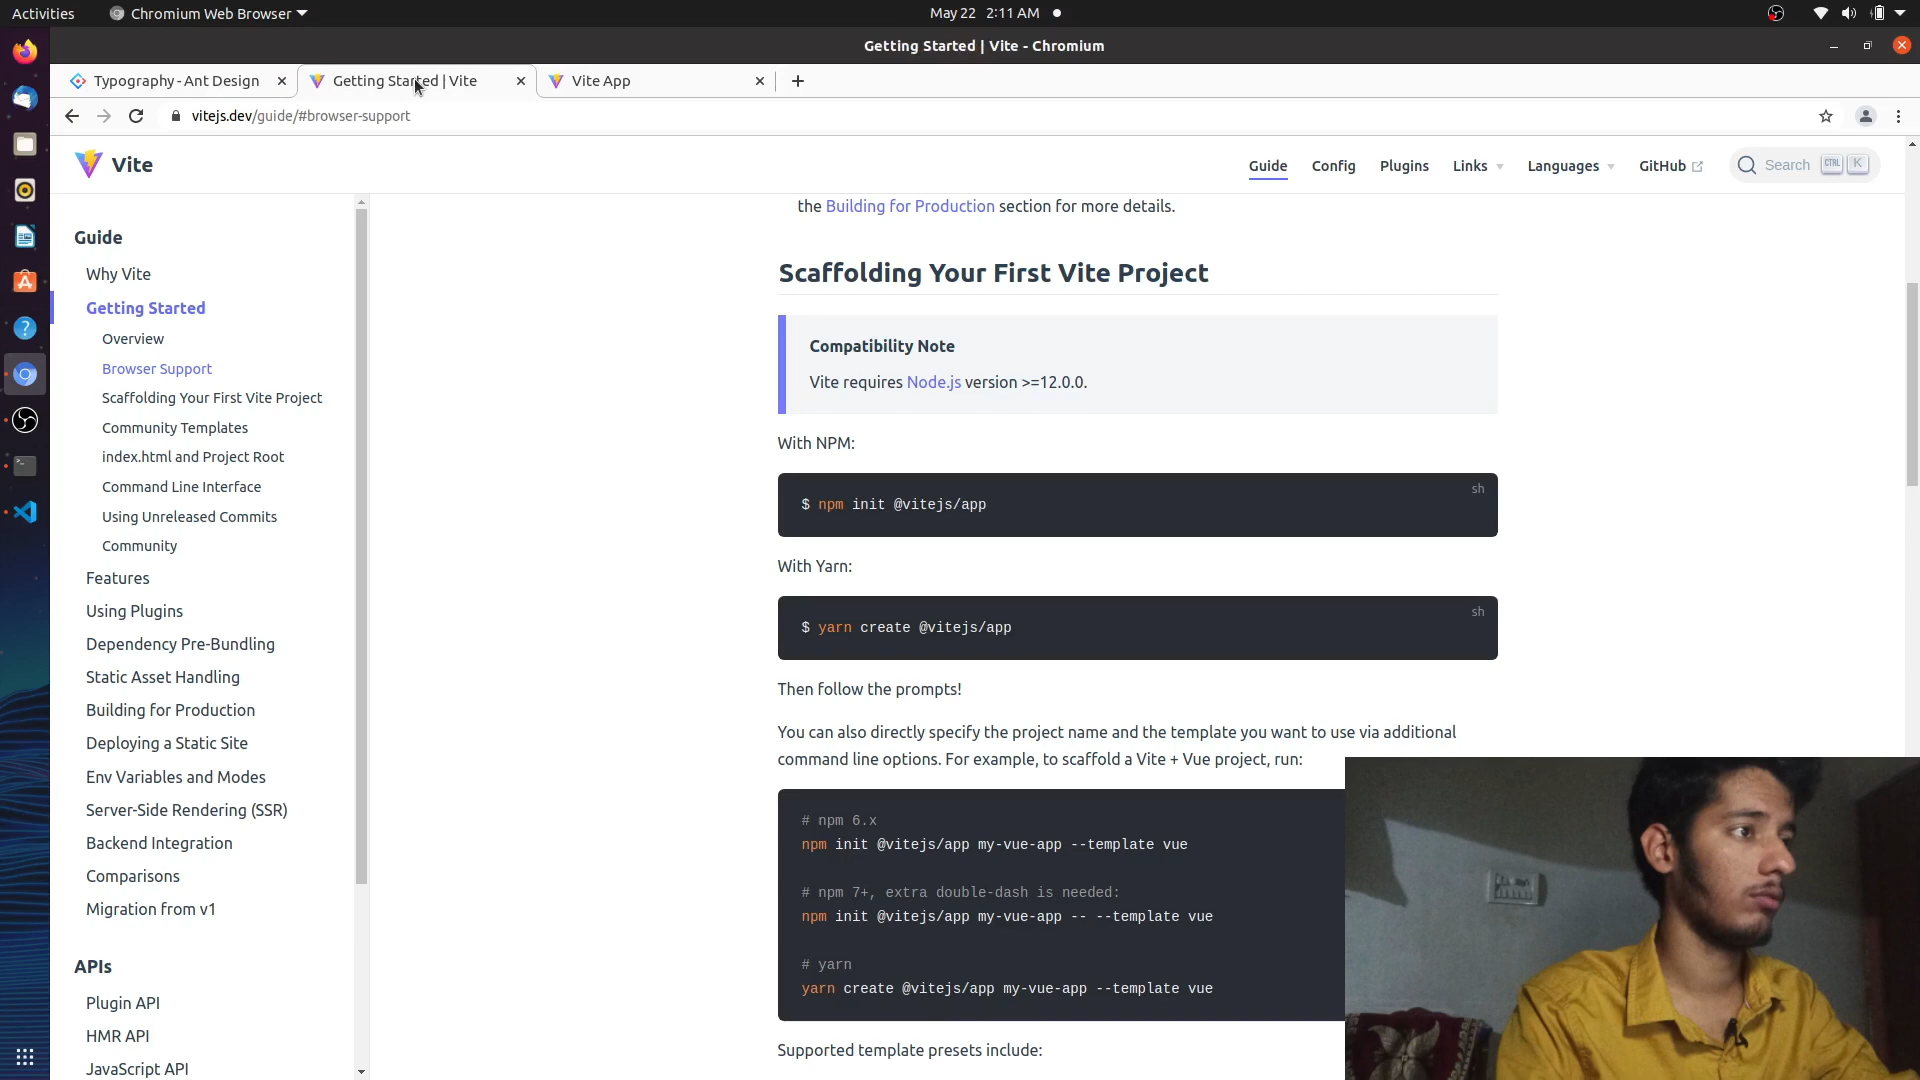 Activities
Chromium Web Browser
May 22 2:11 AM
Getting Started | Vite - Chromium
Typography - Ant Design
Getting Started | Vite
Vite App
vitejs.dev/guide/#browser-support
Vite
Guide
Config
Plugins
Links
Languages
GitHub
Search
CTRL
K
Guide
Why Vite
Getting Started
Overview
Browser Support
Scaffolding Your First Vite Project
Community Templates
index.html and Project Root
Command Line Interface
Using Unreleased Commits
Community
Features
Using Plugins
Dependency Pre-Bundling
Static Asset Handling
Building for Production
Deploying a Static Site
Env Variables and Modes
Server-Side Rendering (SSR)
Backend Integration
Comparisons
Migration from v1
APIs
Plugin API
HMR API
JavaScript API
the Building for Production section for more details.
Scaffolding Your First Vite Project
Compatibility Note
Vite requires Node.js version >=12.0.0.
With NPM:
sh
$ npm init @vitejs/app
With Yarn:
sh
$ yarn create @vitejs/app
Then follow the prompts!
You can also directly specify the project name and the template you want to use via additional
command line options. For example, to scaffold a Vite + Vue project, run:
# npm 6.x
npm init @vitejs/app my-vue-app --template vue
# npm 7+, extra double-dash is needed:
npm init @vitejs/app my-vue-app -- --template vue
# yarn
yarn create @vitejs/app my-vue-app --template vue
Supported template presets include: